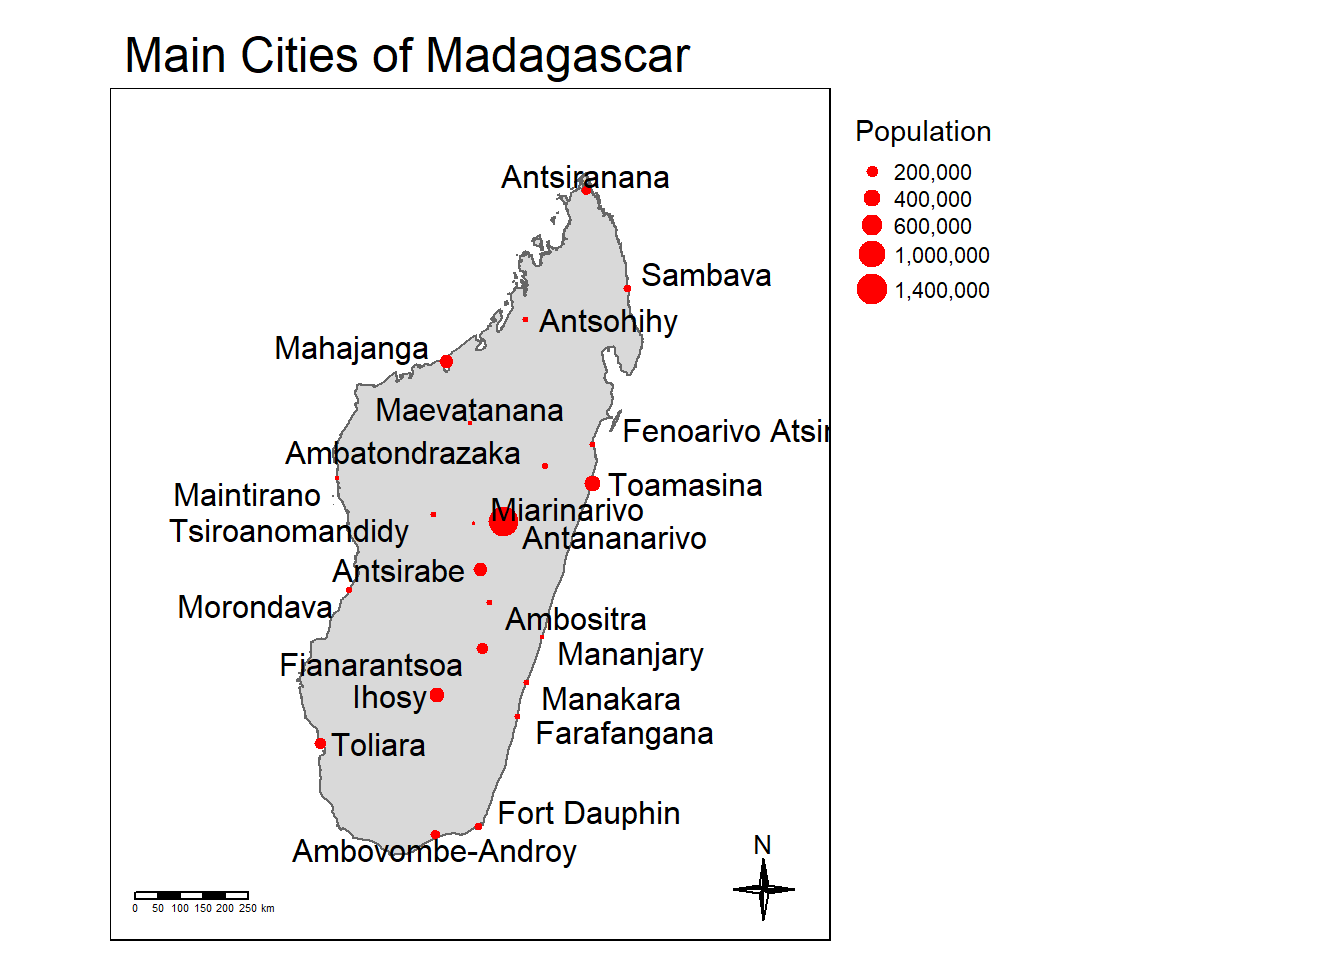 Main Cities of Madagascar
Population
200,000
400,000
600,000
1,000,000
1,400,000
Antsiranana
Sambava
Antsohihy
Mahajanga
Maevatanana
Fenoarivo Atsin
Ambatondrazaka
Toamasina
Maintirano
Miarinarivo
Tsiroanomandidy
Antananarivo
Antsirabe
Morondava
Ambositra
Mananjary
Fianarantsoa
Ihosy
Manakara
Farafangana
Toliara
Fort Dauphin
Ambovombe-Androy
N
0 50 100 150 200 250 km